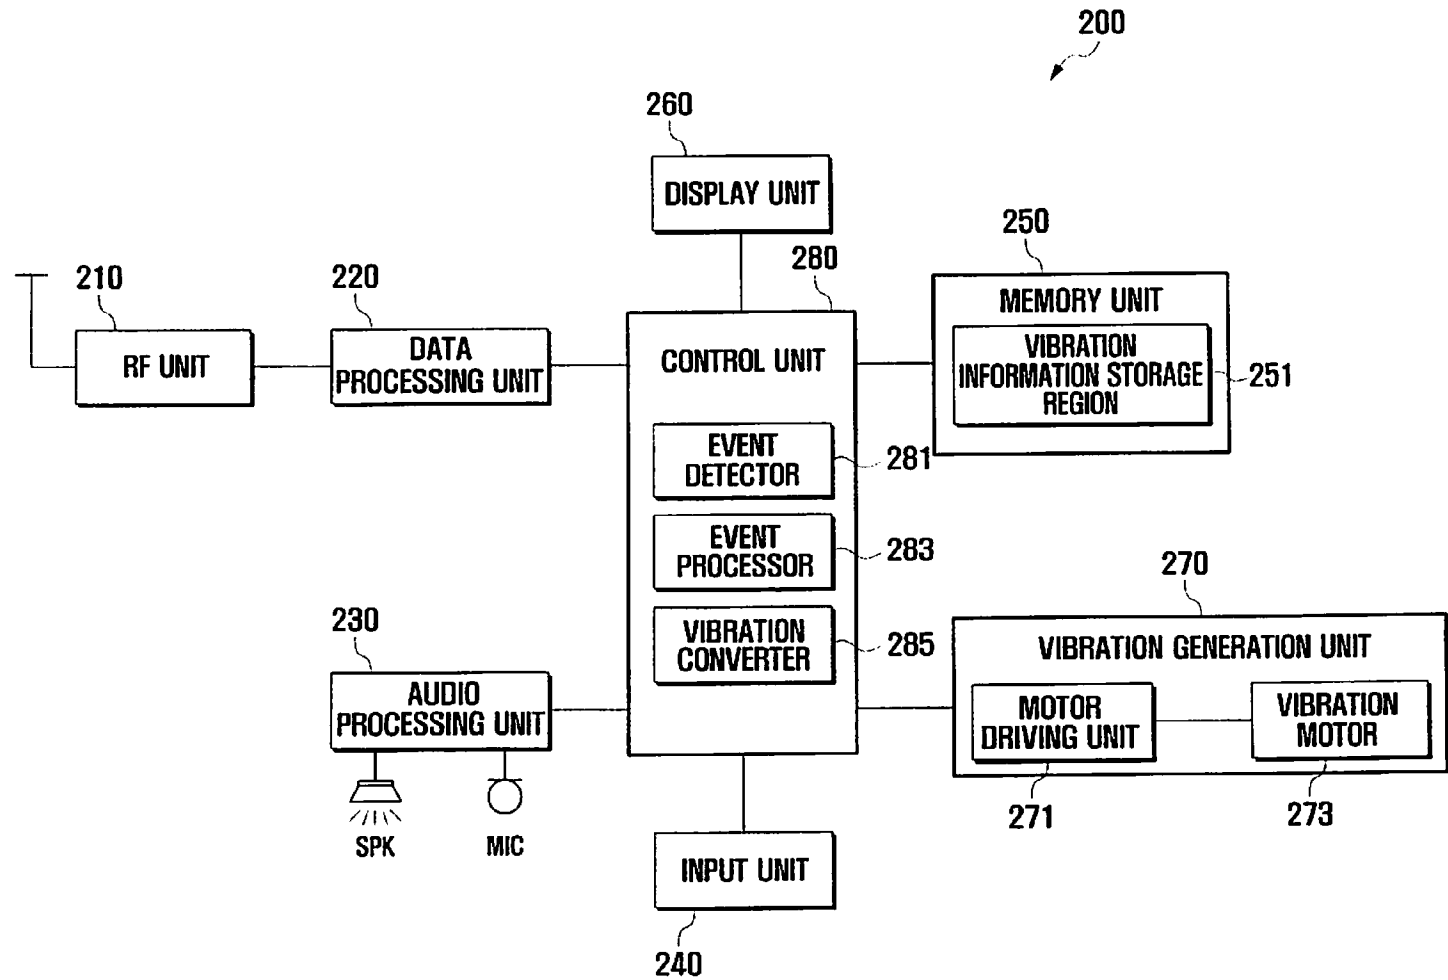 200
260
DISPLAY UNIT
250
280
MEMORY UNIT
VIBRATION
INFORMATION STORAGE
REGION
251
210
RF UNIT
220
DATA
PROCESSING UNIT
CONTROL UNIT
EVENT
DETECTOR
281
EVENT
PROCESSOR
283
VIBRATION
CONVERTER
285
270
VIBRATION GENERATION UNIT
MOTOR
DRIVING UNIT
271
VIBRATION
MOTOR
273
230
AUDIO
PROCESSING UNIT
SPK
MIC
INPUT UNIT
240